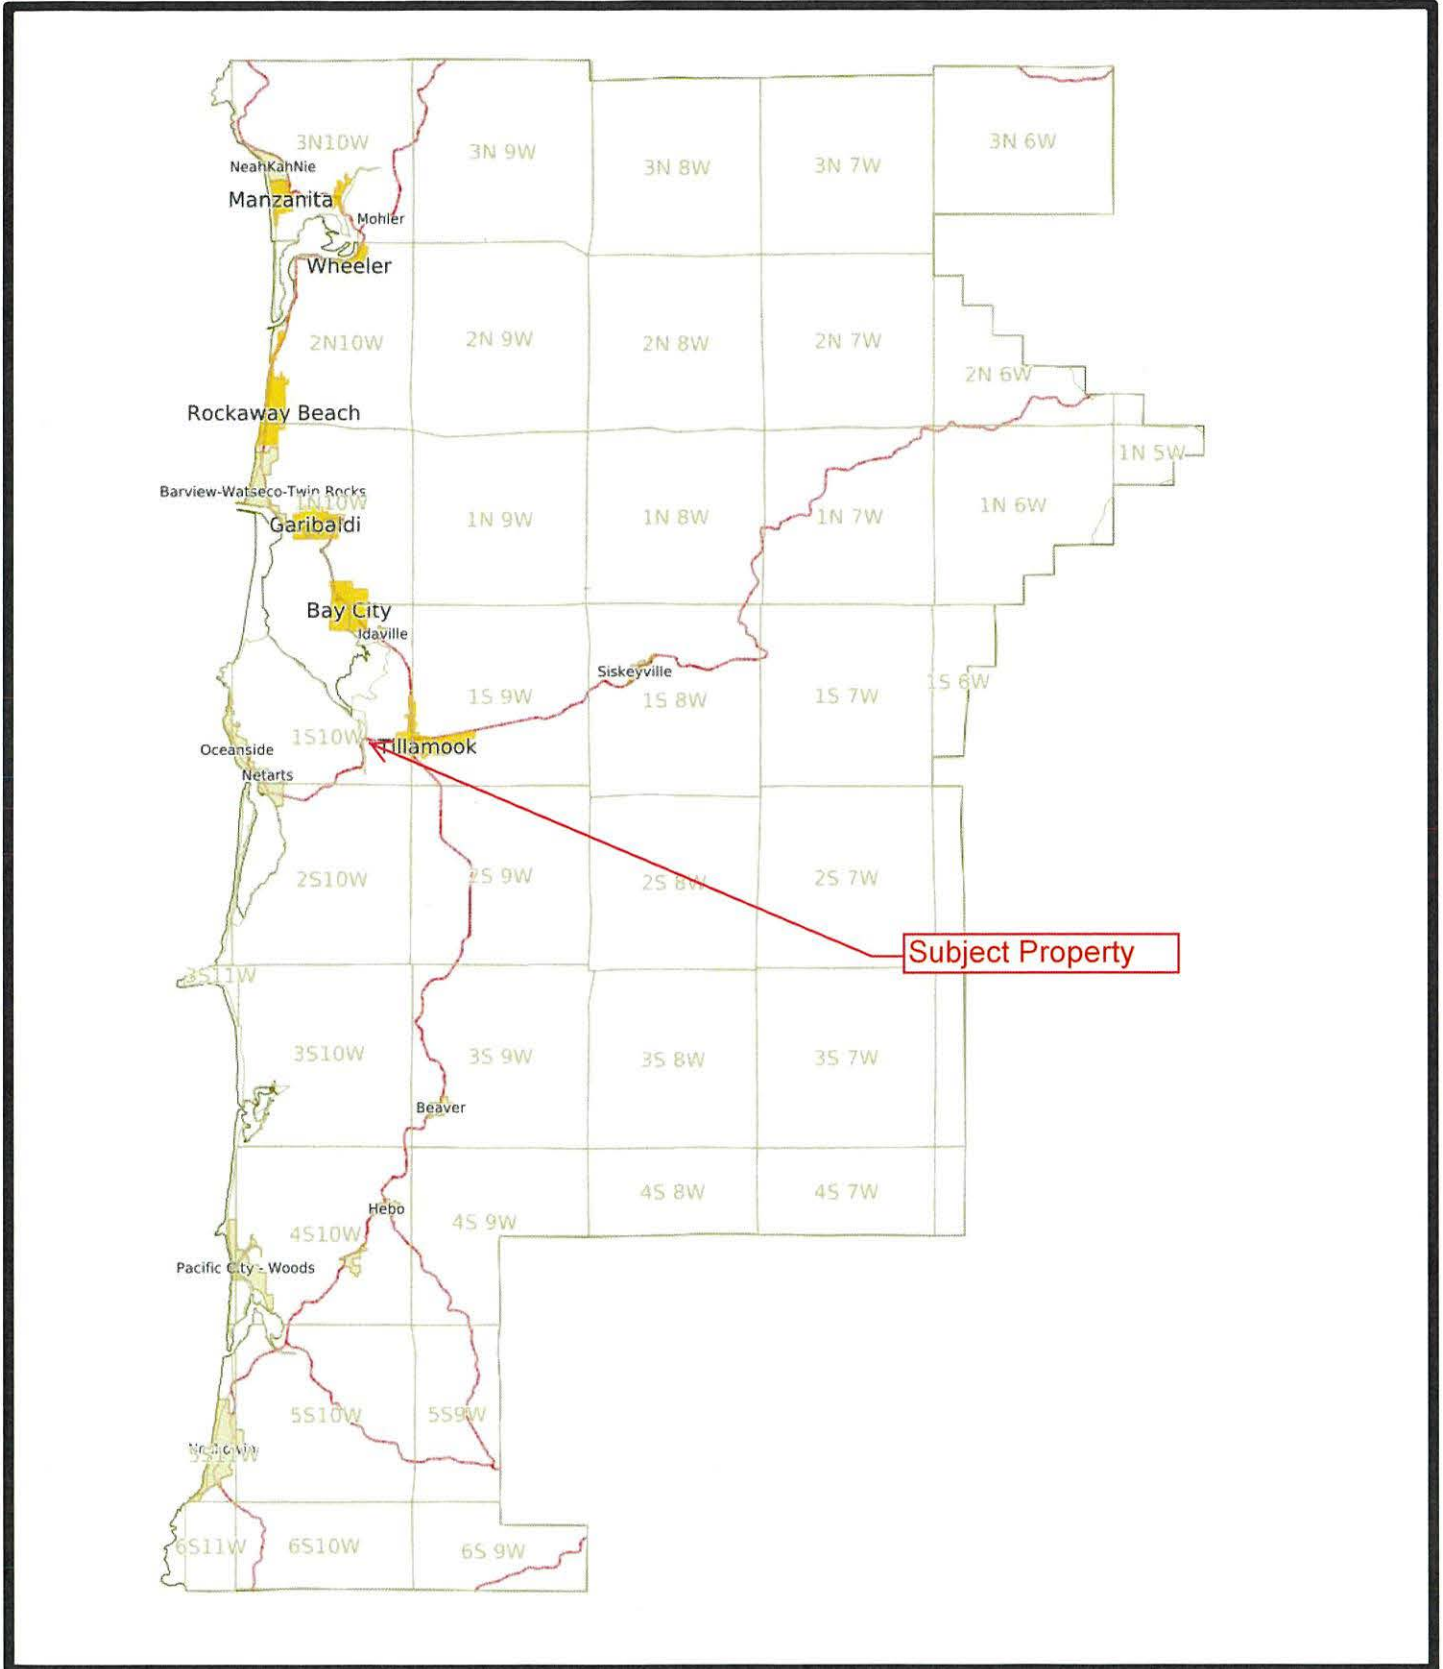 3N10W
3N 9W
3N 8W
3N 7W
3N 6W
NeahKahNie
Manzanita
Mohler
Wheeler
2N10W
2N 9W
2N 8W
2N 7W
2N 6W
Rockaway Beach
1N 5W
Barview-Watseco-Twin Rocks
1N10W
1N 9W
1N 8W
1N 7W
1N 6W
Garibaldi
Bay City
Idaville
Siskeyville
1S 9W
1S 8W
1S 7W
1S 6W
1S10W
Tillamook
Oceanside
Netarts
2S10W
2S 9W
2S 8W
2S 7W
Subject Property
3S11W
3S10W
3S 9W
3S 8W
3S 7W
Beaver
4S 8W
4S 7W
Hebo
4S10W
4S 9W
Pacific City - Woods
5S10W
5S9W
5S11W
6S11W
6S10W
6S 9W